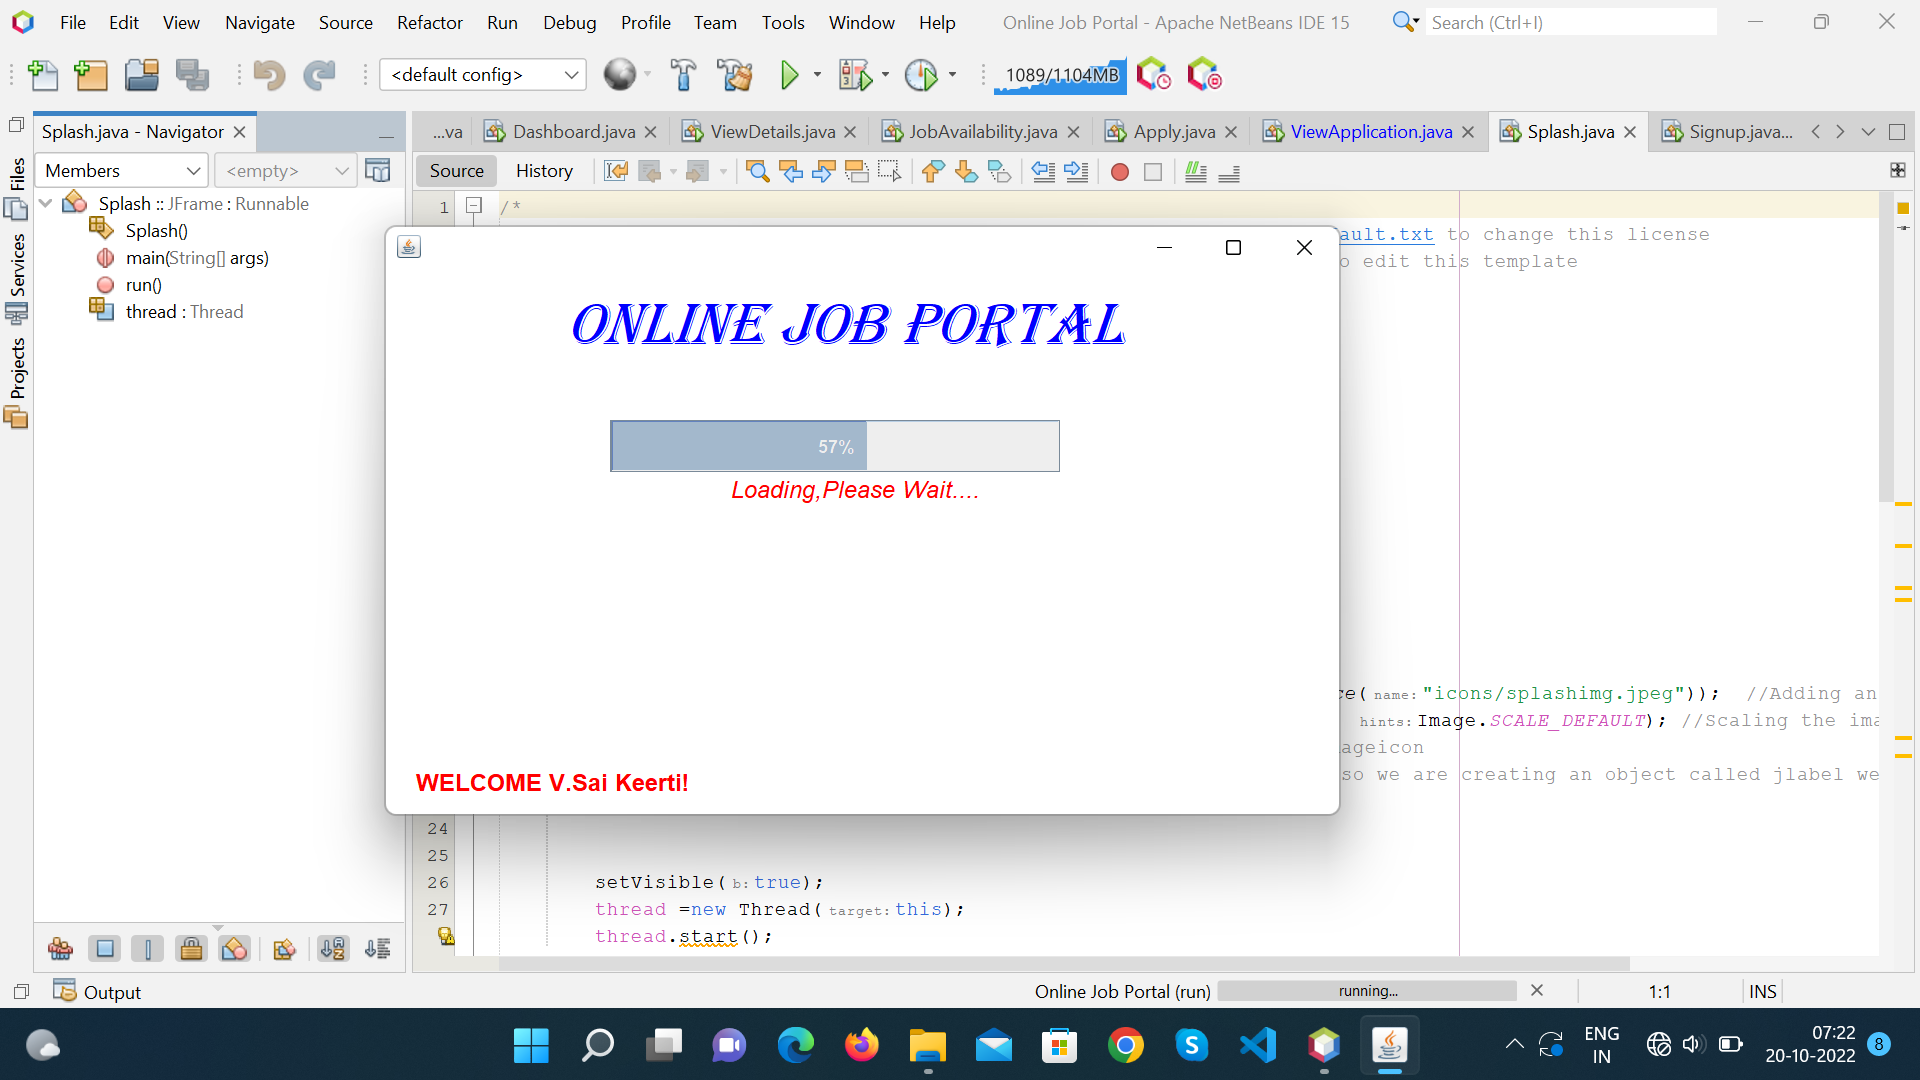 File Edit View Navigate Source Refactor Run Debug Profile Team Tools Window Help Online Job Portal - Apache NetBeans IDE 15 Search (Ctrl+I)
<default config> 1089/1104MB
Splash.java - Navigator ...va Dashboard.java ViewDetails.java JobAvailability.java Apply.java ViewApplication.java Splash.java Signup.java...
Members <empty> Source History
Files
Services
Projects
Splash :: JFrame : Runnable
Splash()
main(String[] args)
run()
thread : Thread
1 /*
ault.txt to change this license
o edit this template
ONLINE JOB PORTAL
57%
Loading,Please Wait....
WELCOME V.Sai Keerti!
ce( name: "icons/splashimg.jpeg")); //Adding an
hints: Image.SCALE_DEFAULT); //Scaling the ima
ageicon
so we are creating an object called jlabel we
24
25
26 setVisible( b: true);
27 thread =new Thread( target: this);
thread.start();
Output Online Job Portal (run) running... 1:1 INS
ENG
IN
07:22
20-10-2022 8